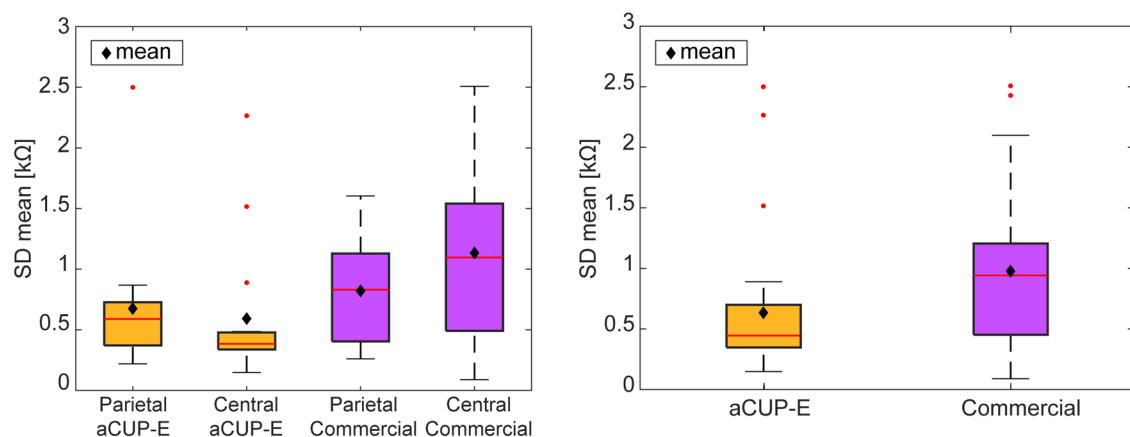 mean
SD mean [kΩ]
3
2.5
2
1.5
1
0.5
0
Parietal
aCUP-E
Central
aCUP-E
Parietal
Commercial
Central
Commercial
mean
SD mean [kΩ]
3
2.5
2
1.5
1
0.5
0
aCUP-E
Commercial